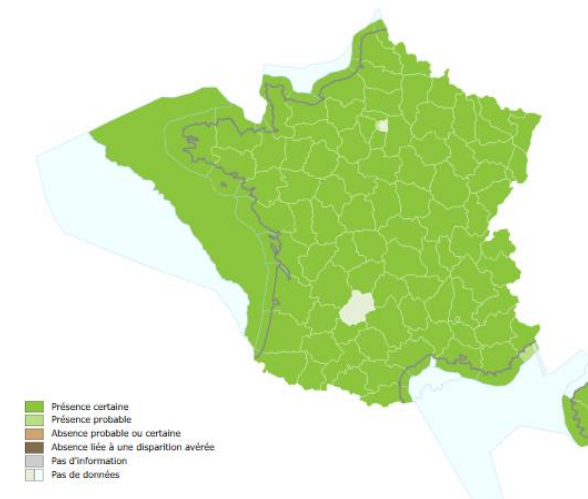 Présence certaine
Présence probable
Absence probable ou certaine
Absence liée à une disparition avérée
Pas d'information
Pas de données